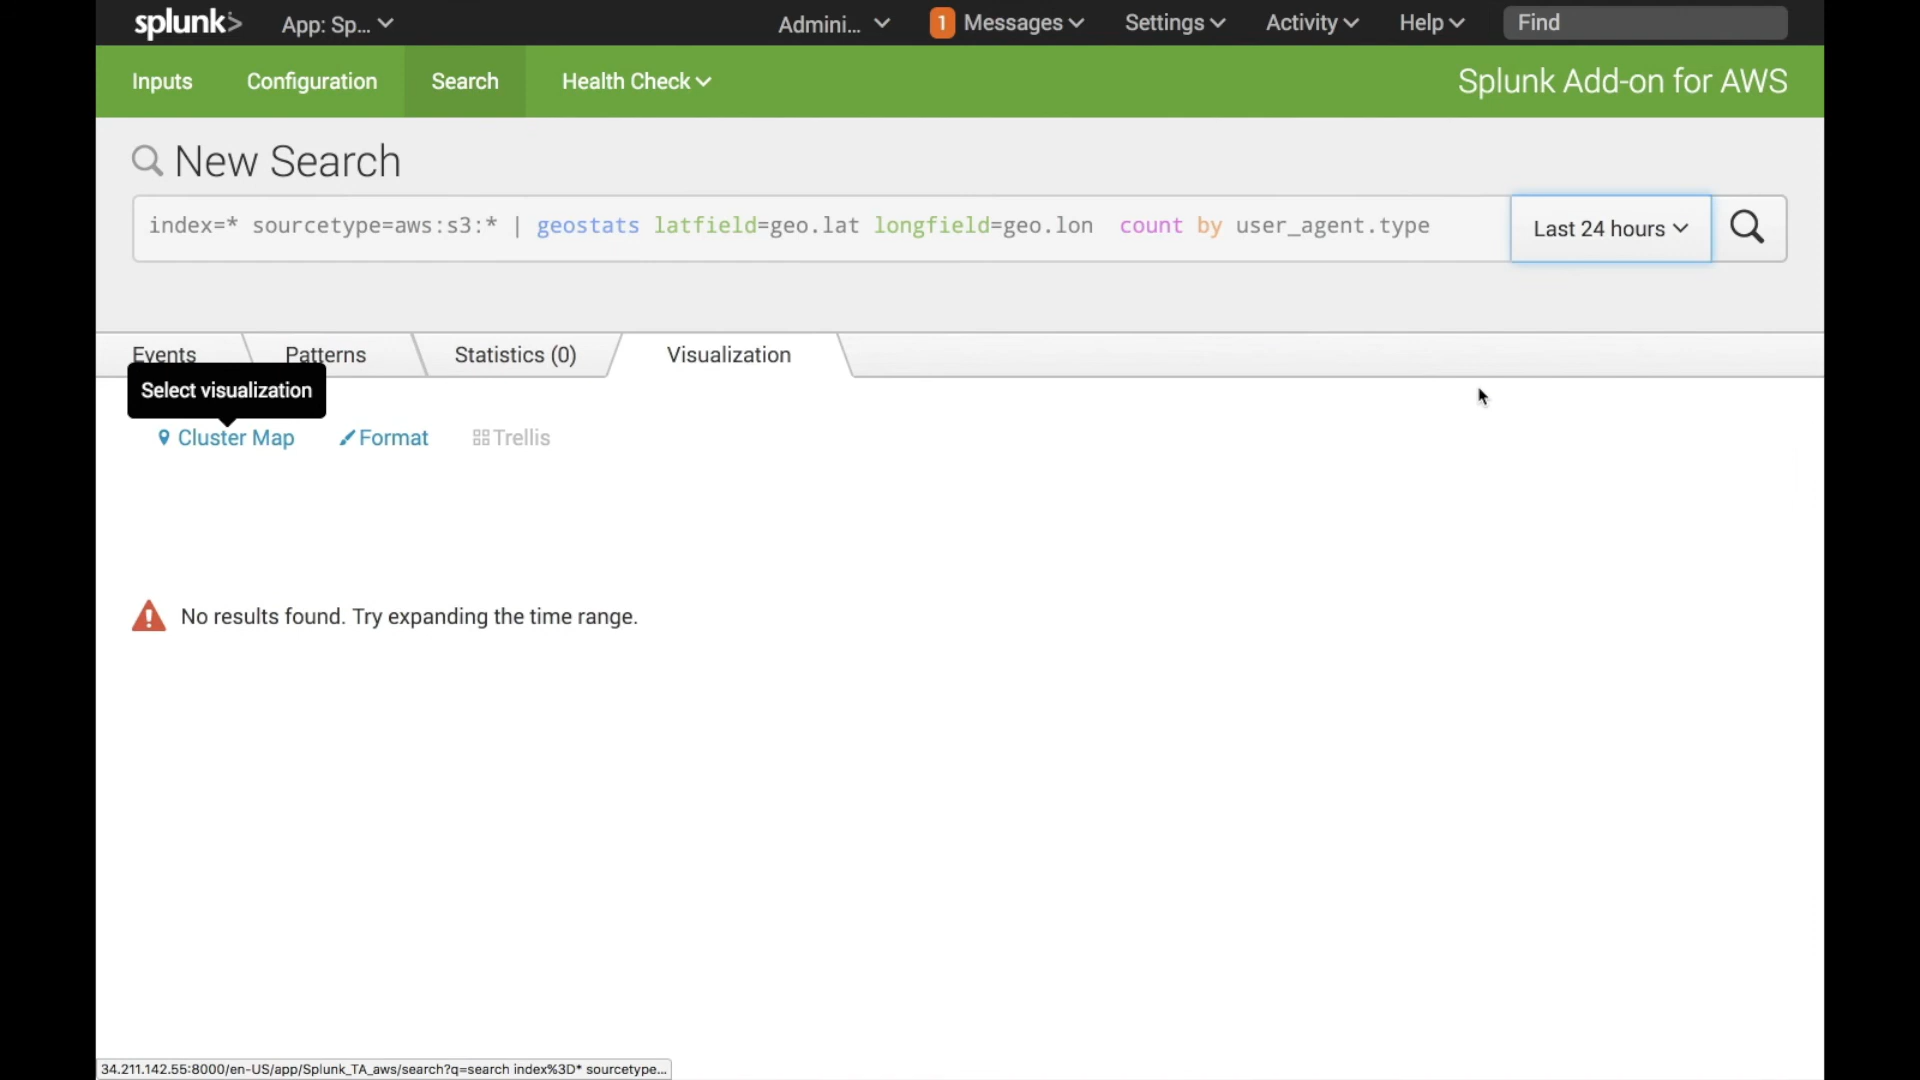 splunk> App: Sp... Admini... 1 Messages Settings Activity Help Find
Inputs Configuration Search Health Check Splunk Add-on for AWS
New Search
index=* sourcetype=aws:s3:* | geostats latfield=geo.lat longfield=geo.lon count by user_agent.type Last 24 hours
Events Patterns Statistics (0) Visualization
Select visualization
Cluster Map Format Trellis
No results found. Try expanding the time range.
34.211.142.55:8000/en-US/app/Splunk_TA_aws/search?q=search index%3D* sourcetype...